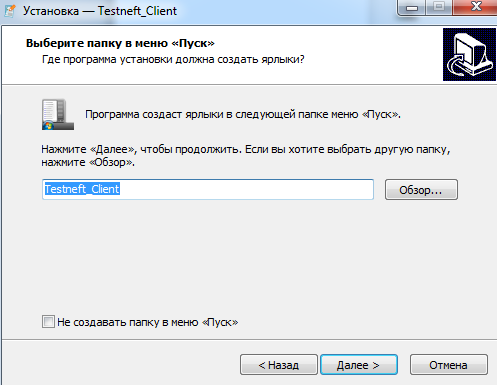 Установка — Testneft_Client
Выберите папку в меню «Пуск»
Где программа установки должна создать ярлыки?
Программа создаст ярлыки в следующей папке меню «Пуск».
Нажмите «Далее», чтобы продолжить. Если вы хотите выбрать другую папку,
нажмите «Обзор».
Testneft_Client
Обзор...
Не создавать папку в меню «Пуск»
< Назад
Далее >
Отмена